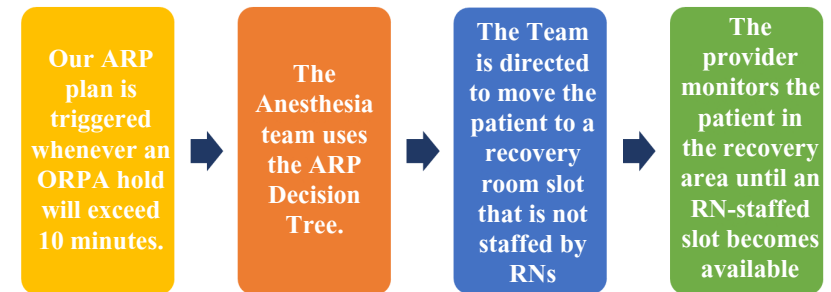 Our ARP
plan is
triggered
whenever an
ORPA hold
will exceed
10 minutes.
The
Anesthesia
team uses
the ARP
Decision
Tree.
The Team
is directed
to move the
patient to a
recovery
room slot
that is not
staffed by
RNs
The
provider
monitors the
patient in
the recovery
area until an
RN-staffed
slot becomes
available